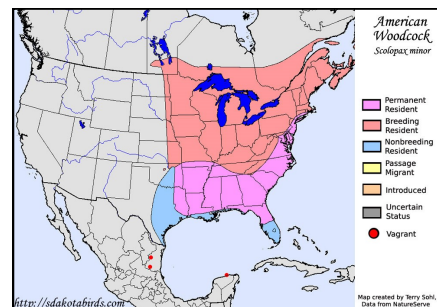 American
Woodcock
Scolopax minor
Permanent
Resident
Breeding
Resident
Nonbreeding
Resident
Passage
Migrant
Introduced
Uncertain
Status
Vagrant
http://sdakotabirds.com
Map created by Terry Sohl,
Data from NatureServe